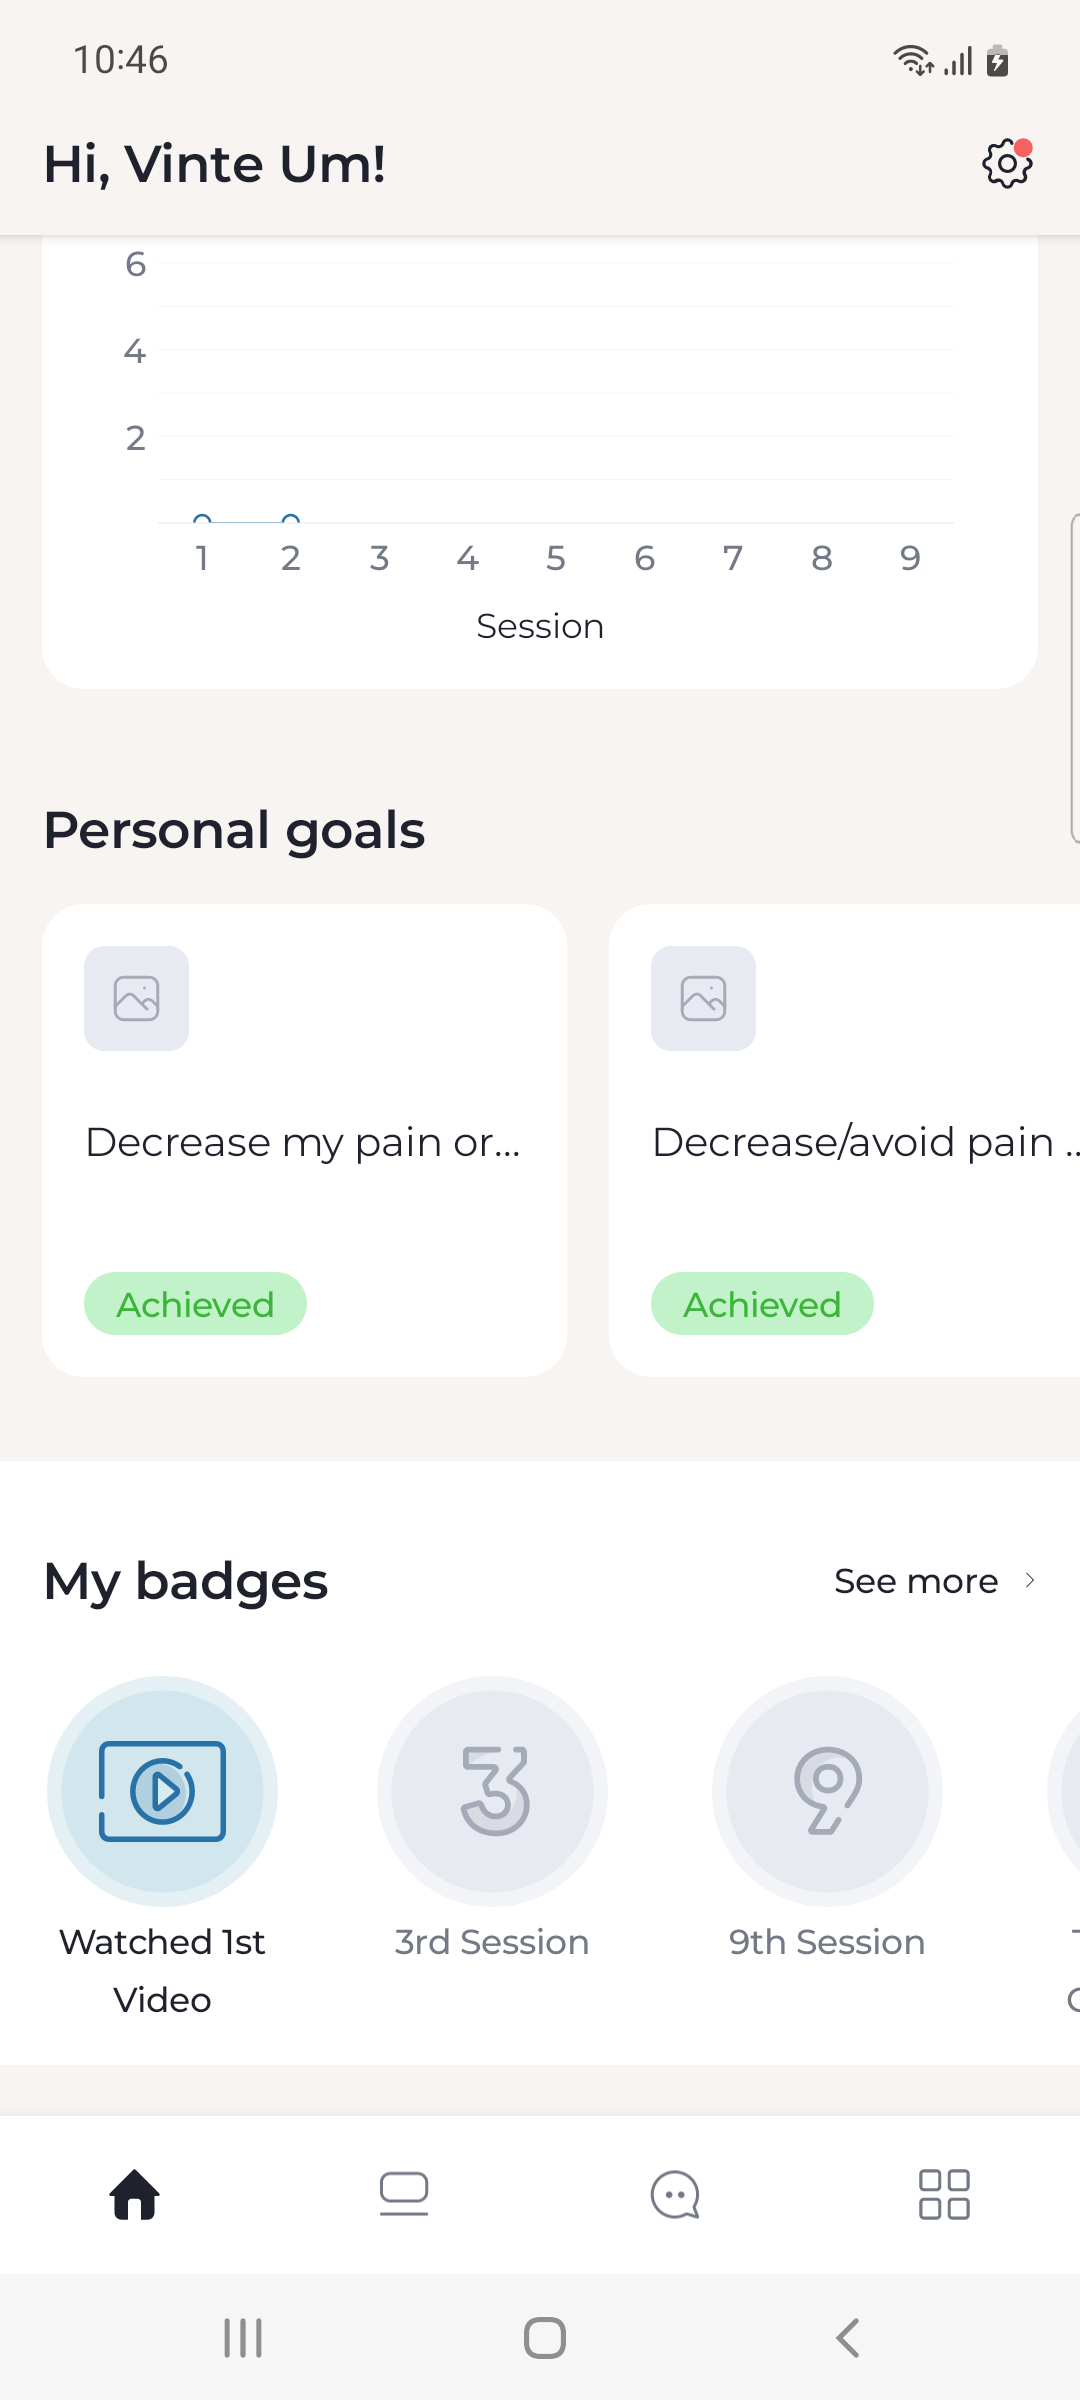 10:46
Hi, Vinte Um!
6
4
2
1 2 3 4 5 6 7 8 9
Session
Personal goals
Decrease my pain or...
Decrease/avoid pain ..
Achieved
Achieved
My badges
See more
3
9
Watched 1st
Video
3rd Session
9th Session